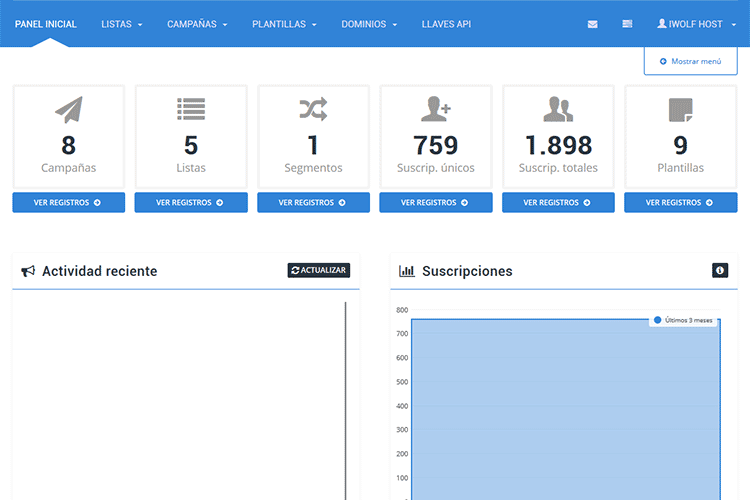 PANEL INICIAL LISTAS CAMPAÑAS PLANTILLAS DOMINIOS LLAVES API IWOLF HOST
Mostrar menú
8 5 1 759 1.898 9
Campañas Listas Segmentos Suscrip. únicos Suscrip. totales Plantillas
VER REGISTROS VER REGISTROS VER REGISTROS VER REGISTROS VER REGISTROS VER REGISTROS
Actividad reciente ACTUALIZAR
Suscripciones
Últimos 3 meses
800
700
600
500
400
300
200
100